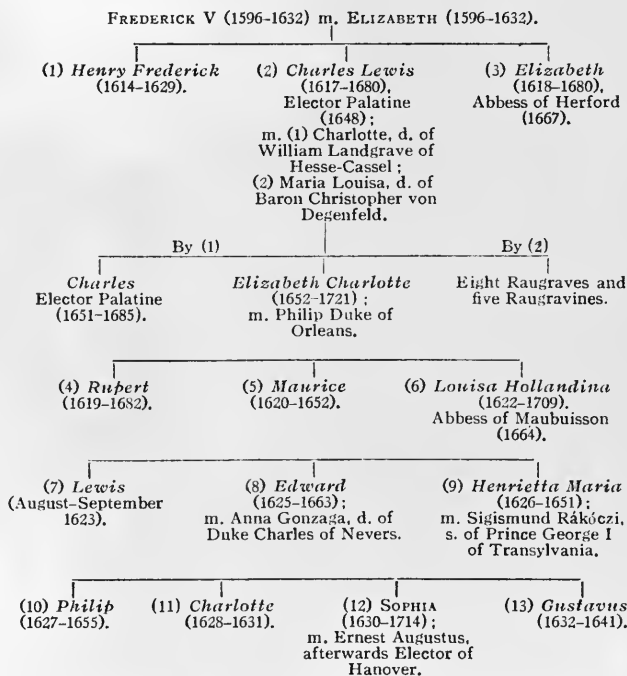 FREDERICK V (1596-1632) m. ELIZABETH (1596-1632).
(1) Henry Frederick
(1614-1629).
(2) Charles Lewis
(1617-1680),
Elector Palatine
(1648);
m. (1) Charlotte, d. of
William Landgrave of
Hesse-Cassel;
(2) Maria Louisa, d. of
Baron Christopher von
Degenfeld.
(3) Elizabeth
(1618-1680),
Abbess of Herford
(1667).
By (1)
By (2)
Charles
Elector Palatine
(1651-1685).
Elizabeth Charlotte
(1652-1721);
m. Philip Duke of
Orleans.
Eight Raugraves and
five Raugravines.
(4) Rupert
(1619-1682).
(5) Maurice
(1620-1652).
(6) Louisa Hollandina
(1622-1709).
Abbess of Maubuisson
(1664).
(7) Lewis
(August-September
1623).
(8) Edward
(1625-1663);
m. Anna Gonzaga, d. of
Duke Charles of Nevers.
(9) Henrietta Maria
(1626-1651);
m. Sigismund Rákóczi,
s. of Prince George I
of Transylvania.
(10) Philip
(1627-1655).
(11) Charlotte
(1628-1631).
(12) SOPHIA
(1630-1714);
m. Ernest Augustus,
afterwards Elector of
Hanover.
(13) Gustavus
(1632-1641).